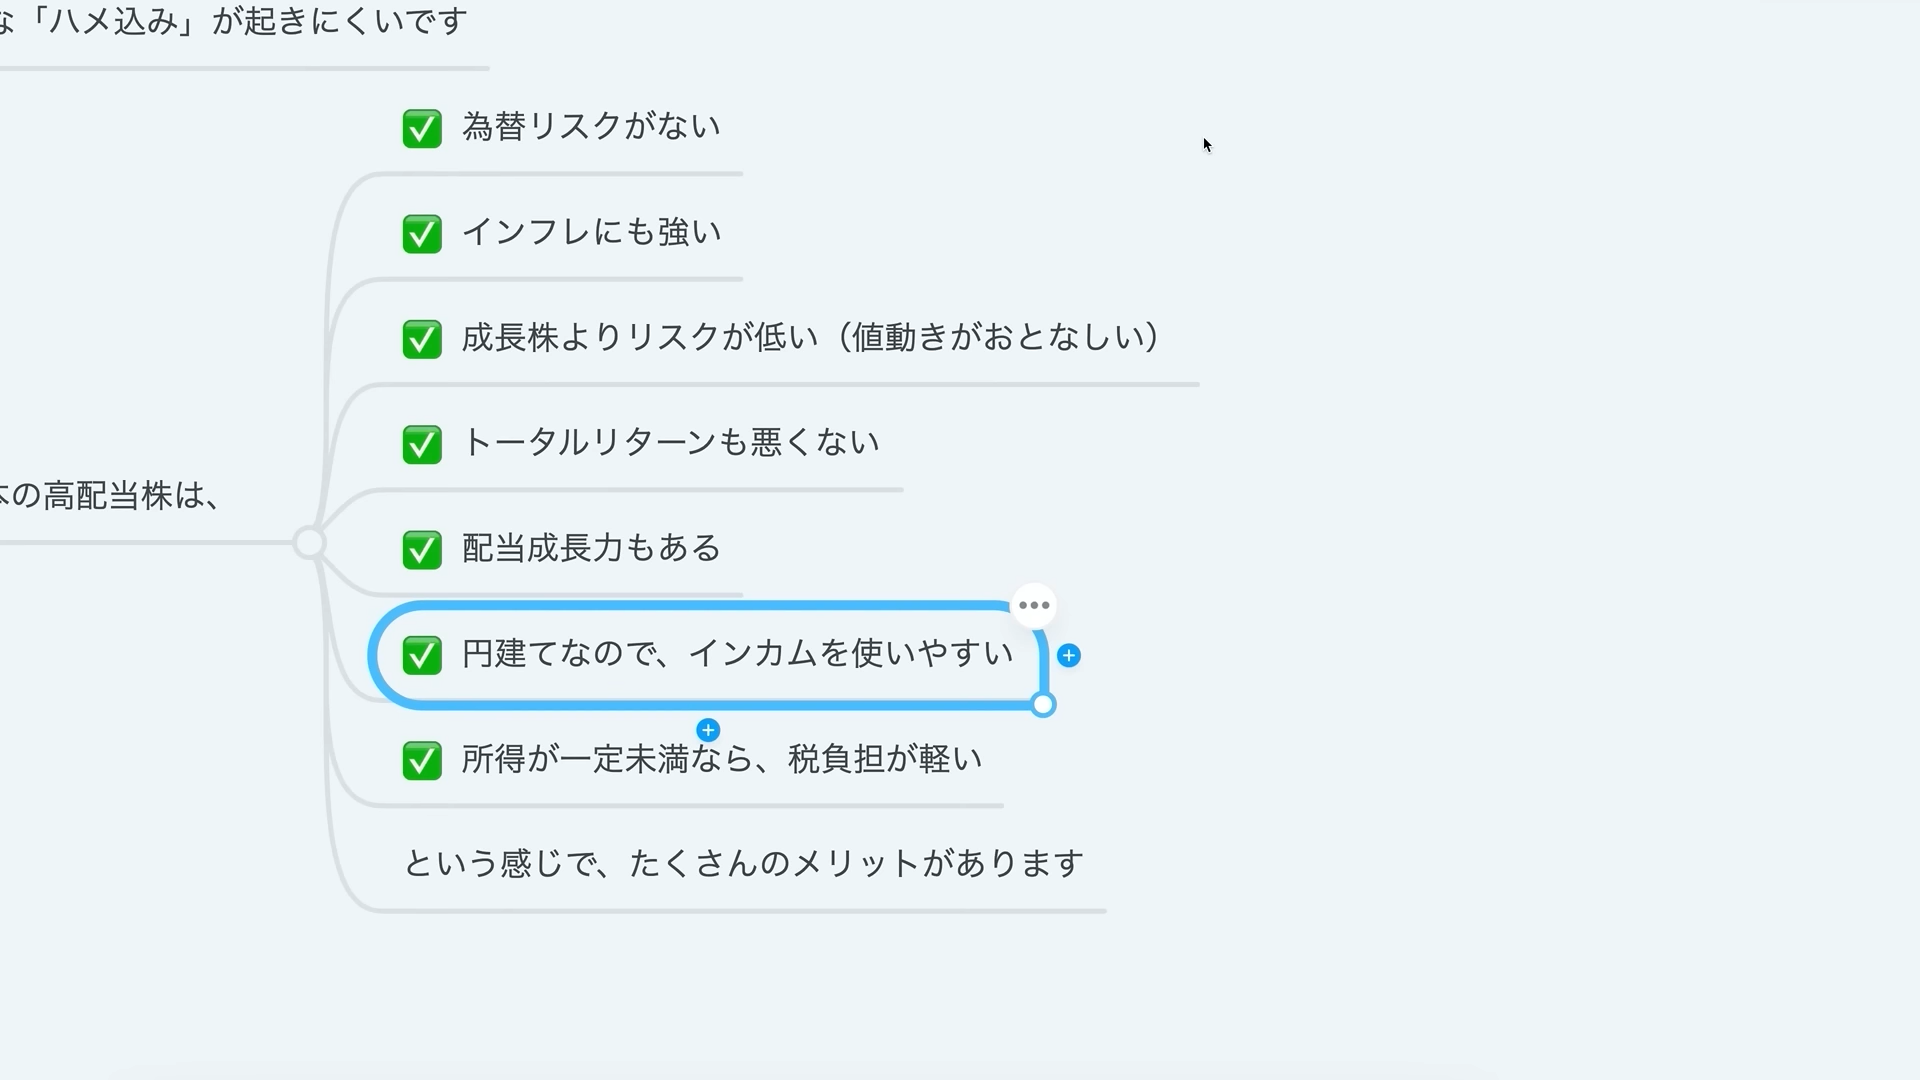 「ハメ込み」が起きにくいです
✅ 為替リスクがない
✅ インフレにも強い
✅ 成長株よりリスクが低い（値動きがおとなしい）
✅ トータルリターンも悪くない
の高配当株は、
✅ 配当成長力もある
✅ 円建てなので、インカムを使いやすい
✅ 所得が一定未満なら、税負担が軽い
という感じで、たくさんのメリットがあります